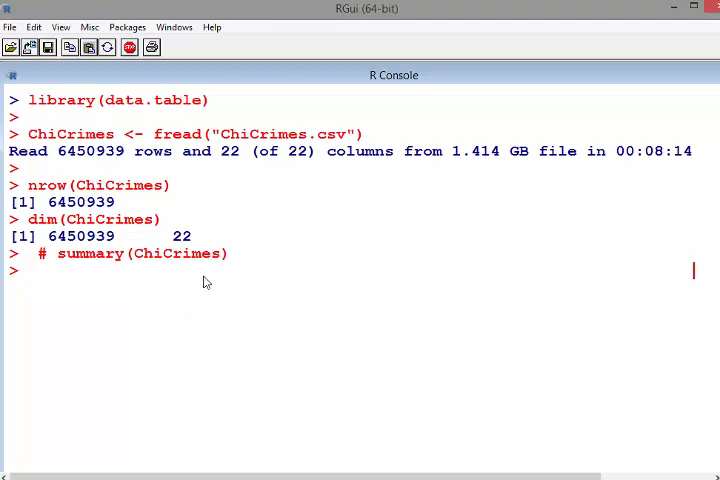 RGui (64-bit)
File Edit View Misc Packages Windows Help
STOP
R Console
> library(data.table)
>
> ChiCrimes <- fread("ChiCrimes.csv")
Read 6450939 rows and 22 (of 22) columns from 1.414 GB file in 00:08:14
>
> nrow(ChiCrimes)
[1] 6450939
> dim(ChiCrimes)
[1] 6450939      22
>  # summary(ChiCrimes)
>